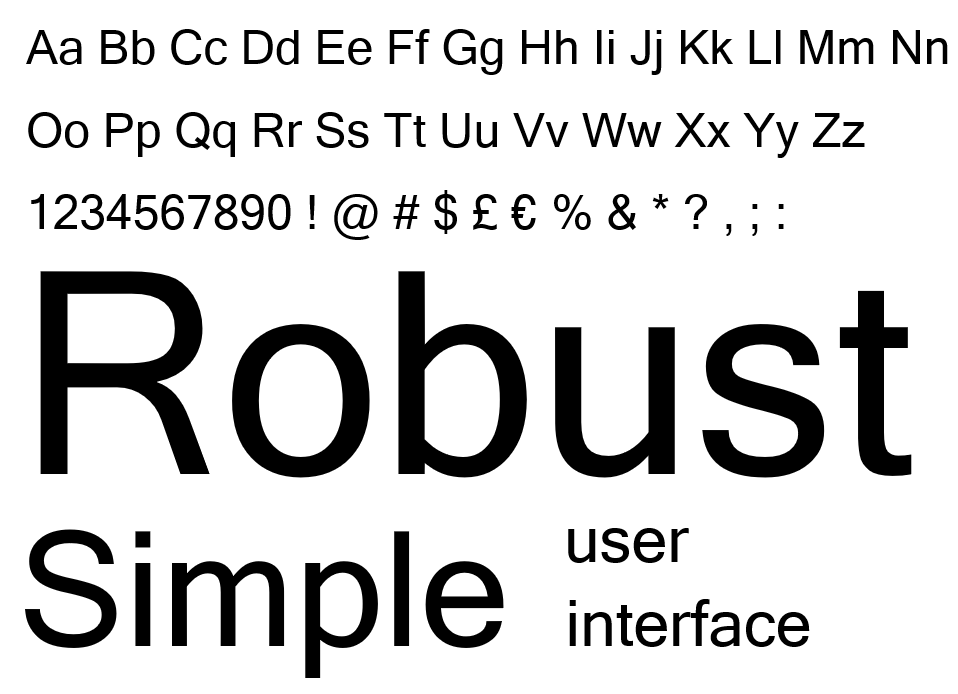 Aa Bb Cc Dd Ee Ff Gg Hh Ii Jj Kk Ll Mm Nn
Oo Pp Qq Rr Ss Tt Uu Vv Ww Xx Yy Zz
1234567890 ! @ # $ £ € % & * ? , ; :
Robust
Simple
user
interface